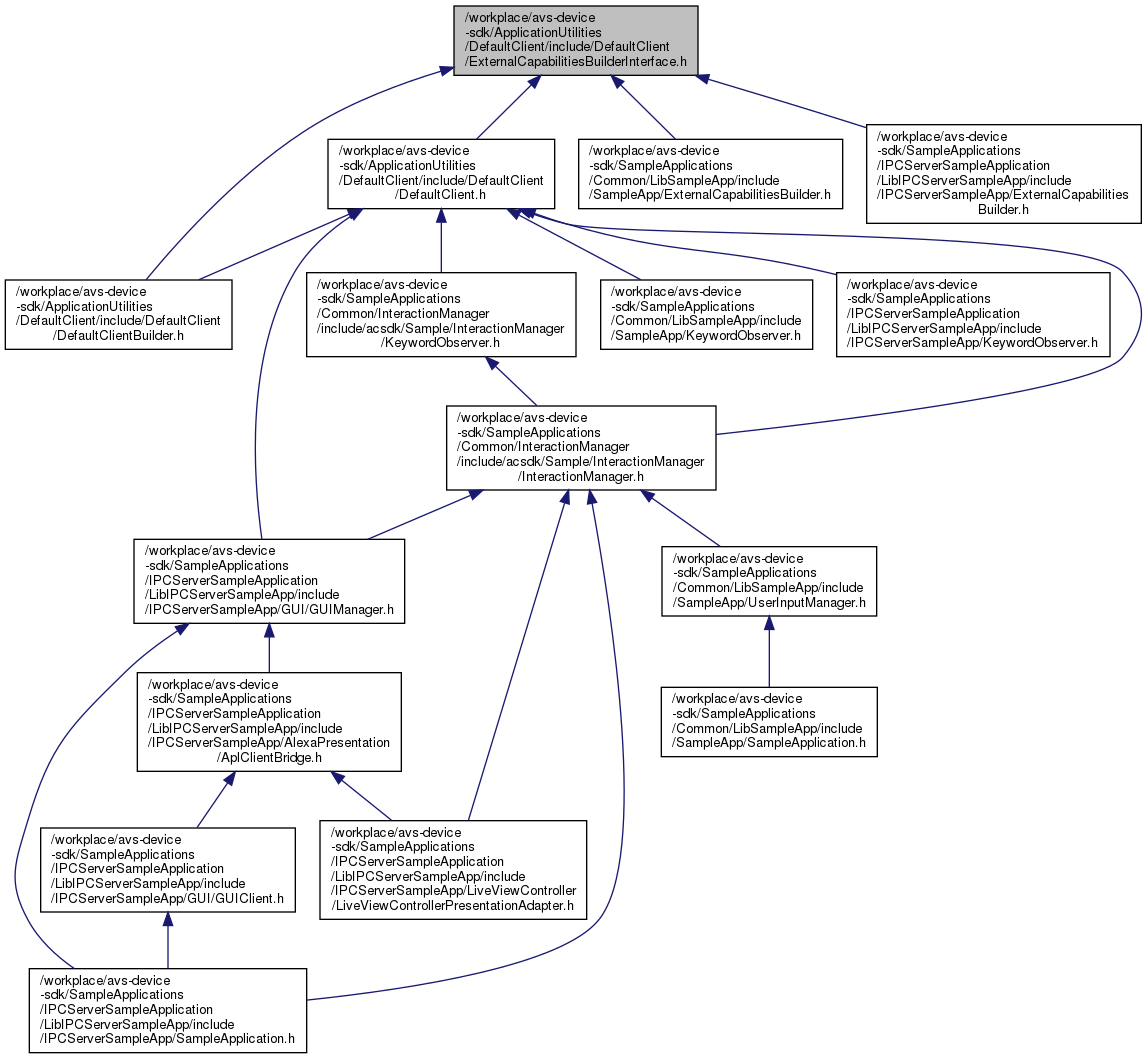 /workplace/avs-device
-sdk/ApplicationUtilities
/DefaultClient/include/DefaultClient
/ExternalCapabilitiesBuilderInterface.h
/workplace/avs-device
-sdk/ApplicationUtilities
/DefaultClient/include/DefaultClient
/DefaultClient.h
/workplace/avs-device
-sdk/SampleApplications
/Common/LibSampleApp/include
/SampleApp/ExternalCapabilitiesBuilder.h
/workplace/avs-device
-sdk/SampleApplications
/IPCServerSampleApplication
/LibIPCServerSampleApp/include
/IPCServerSampleApp/ExternalCapabilities
Builder.h
/workplace/avs-device
-sdk/ApplicationUtilities
/DefaultClient/include/DefaultClient
/DefaultClientBuilder.h
/workplace/avs-device
-sdk/SampleApplications
/Common/InteractionManager
/include/acsdk/Sample/InteractionManager
/KeywordObserver.h
/workplace/avs-device
-sdk/SampleApplications
/Common/LibSampleApp/include
/SampleApp/KeywordObserver.h
/workplace/avs-device
-sdk/SampleApplications
/IPCServerSampleApplication
/LibIPCServerSampleApp/include
/IPCServerSampleApp/KeywordObserver.h
/workplace/avs-device
-sdk/SampleApplications
/Common/InteractionManager
/include/acsdk/Sample/InteractionManager
/InteractionManager.h
/workplace/avs-device
-sdk/SampleApplications
/IPCServerSampleApplication
/LibIPCServerSampleApp/include
/IPCServerSampleApp/GUI/GUIManager.h
/workplace/avs-device
-sdk/SampleApplications
/Common/LibSampleApp/include
/SampleApp/UserInputManager.h
/workplace/avs-device
-sdk/SampleApplications
/IPCServerSampleApplication
/LibIPCServerSampleApp/include
/IPCServerSampleApp/AlexaPresentation
/AplClientBridge.h
/workplace/avs-device
-sdk/SampleApplications
/Common/LibSampleApp/include
/SampleApp/SampleApplication.h
/workplace/avs-device
-sdk/SampleApplications
/IPCServerSampleApplication
/LibIPCServerSampleApp/include
/IPCServerSampleApp/GUI/GUIClient.h
/workplace/avs-device
-sdk/SampleApplications
/IPCServerSampleApplication
/LibIPCServerSampleApp/include
/IPCServerSampleApp/LiveViewController
/LiveViewControllerPresentationAdapter.h
/workplace/avs-device
-sdk/SampleApplications
/IPCServerSampleApplication
/LibIPCServerSampleApp/include
/IPCServerSampleApp/SampleApplication.h